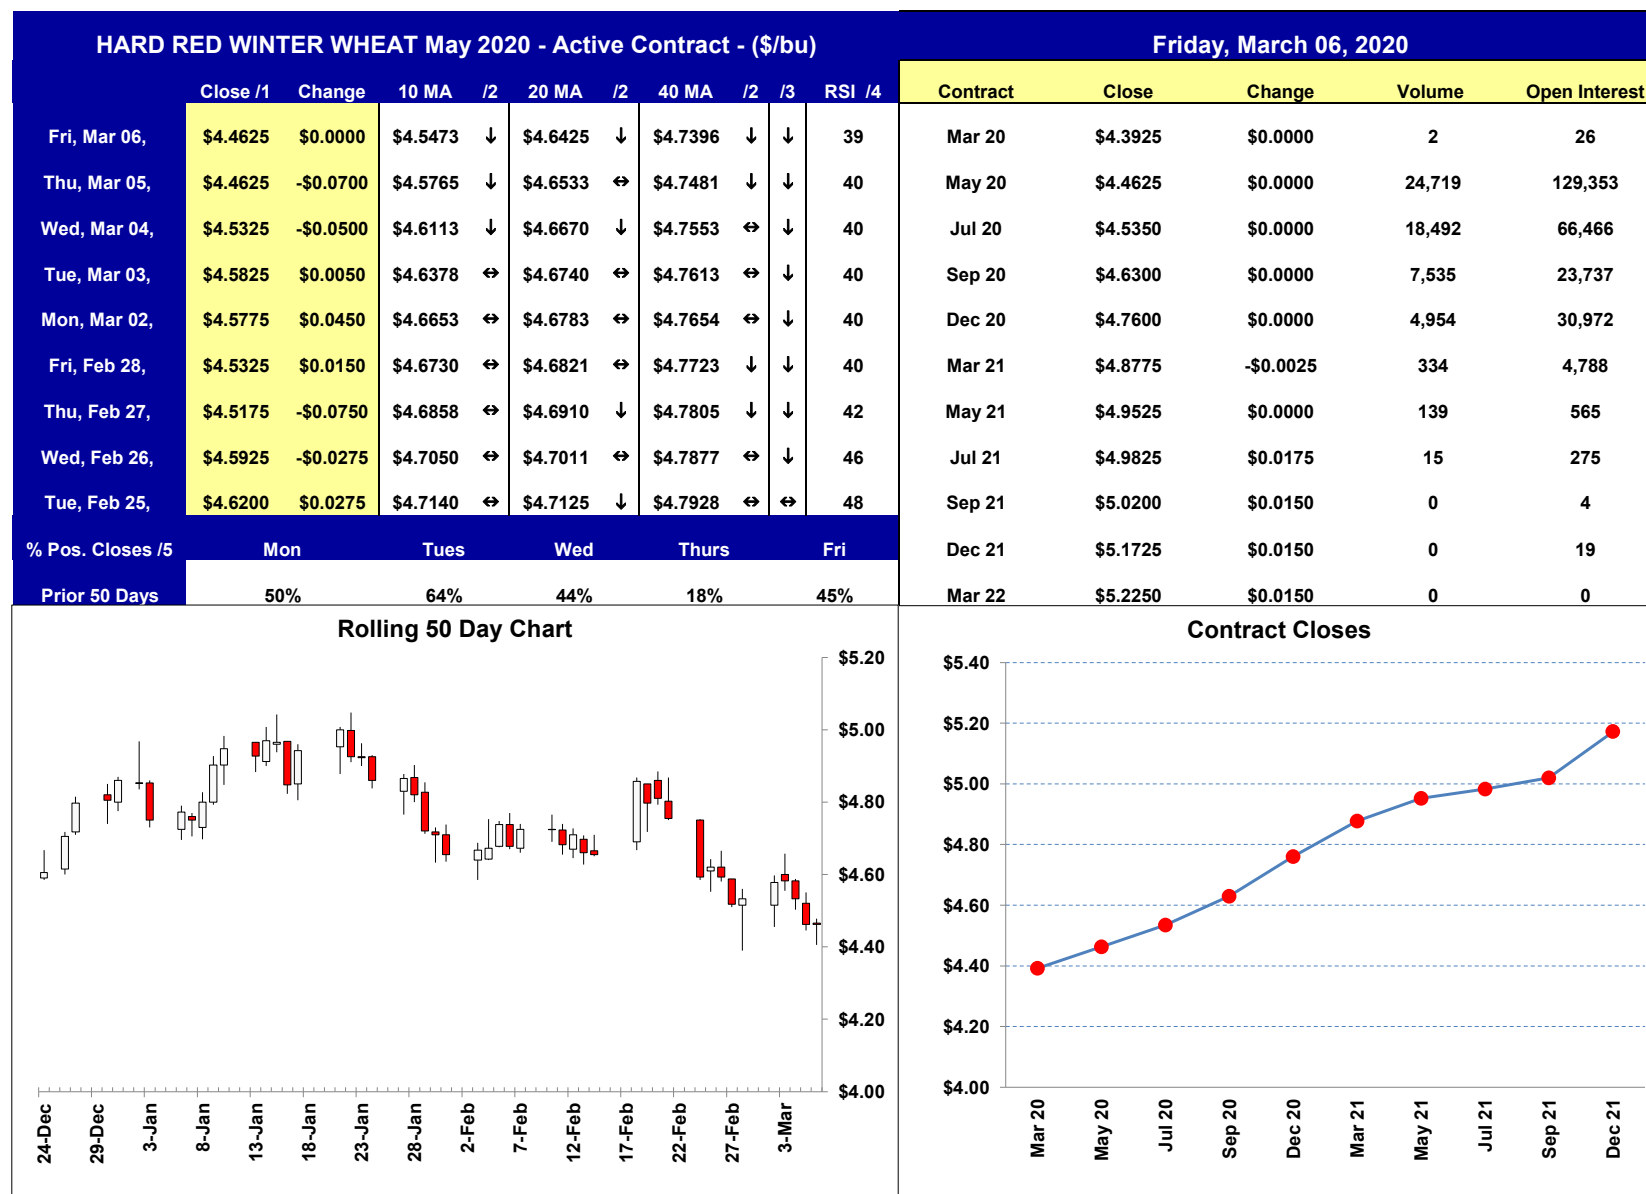 HARD RED WINTER WHEAT May 2020 - Active Contract - ($/bu)
Close /1 Change 10 MA /2 20 MA /2 40 MA /2 /3 RSI /4
Fri, Mar 06, $4.4625 $0.0000 $4.5473 ↓ $4.6425 ↓ $4.7396 ↓ ↓ 39
Thu, Mar 05, $4.4625 -$0.0700 $4.5765 ↓ $4.6533 ⇔ $4.7481 ↓ ↓ 40
Wed, Mar 04, $4.5325 -$0.0500 $4.6113 ↓ $4.6670 ↓ $4.7553 ⇔ ↓ 40
Tue, Mar 03, $4.5825 $0.0050 $4.6378 ⇔ $4.6740 ⇔ $4.7613 ⇔ ↓ 40
Mon, Mar 02, $4.5775 $0.0450 $4.6653 ⇔ $4.6783 ⇔ $4.7654 ⇔ ↓ 40
Fri, Feb 28, $4.5325 $0.0150 $4.6730 ⇔ $4.6821 ⇔ $4.7723 ↓ ↓ 40
Thu, Feb 27, $4.5175 -$0.0750 $4.6858 ⇔ $4.6910 ↓ $4.7805 ↓ ↓ 42
Wed, Feb 26, $4.5925 -$0.0275 $4.7050 ⇔ $4.7011 ⇔ $4.7877 ⇔ ↓ 46
Tue, Feb 25, $4.6200 $0.0275 $4.7140 ⇔ $4.7125 ↓ $4.7928 ⇔ ⇔ 48
% Pos. Closes /5 Mon Tues Wed Thurs Fri
Prior 50 Days 50% 64% 44% 18% 45%
Friday, March 06, 2020
Contract Close Change Volume Open Interest
Mar 20 $4.3925 $0.0000 2 26
May 20 $4.4625 $0.0000 24,719 129,353
Jul 20 $4.5350 $0.0000 18,492 66,466
Sep 20 $4.6300 $0.0000 7,535 23,737
Dec 20 $4.7600 $0.0000 4,954 30,972
Mar 21 $4.8775 -$0.0025 334 4,788
May 21 $4.9525 $0.0000 139 565
Jul 21 $4.9825 $0.0175 15 275
Sep 21 $5.0200 $0.0150 0 4
Dec 21 $5.1725 $0.0150 0 19
Mar 22 $5.2250 $0.0150 0 0
Rolling 50 Day Chart
$5.20
$5.00
$4.80
$4.60
$4.40
$4.20
$4.00
24-Dec 29-Dec 3-Jan 8-Jan 13-Jan 18-Jan 23-Jan 28-Jan 2-Feb 7-Feb 12-Feb 17-Feb 22-Feb 27-Feb 3-Mar
Contract Closes
$5.40
$5.20
$5.00
$4.80
$4.60
$4.40
$4.20
$4.00
Mar 20 May 20 Jul 20 Sep 20 Dec 20 Mar 21 May 21 Jul 21 Sep 21 Dec 21